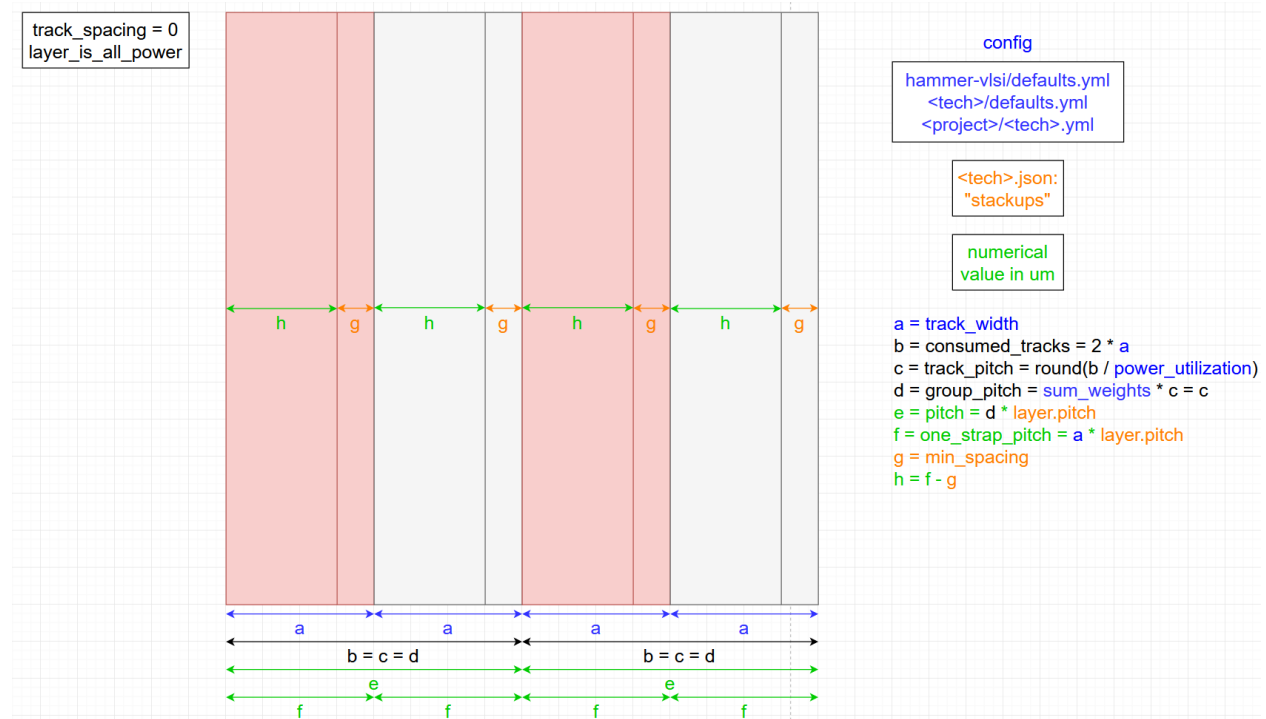 track_spacing = 0
layer_is_all_power
config
hammer-vlsi/defaults.yml
<tech>/defaults.yml
<project>/<tech>.yml
<tech>.json:
"stackups"
numerical
value in um
h g h g h g h g
a = track_width
b = consumed_tracks = 2 * a
c = track_pitch = round(b / power_utilization)
d = group_pitch = sum_weights * c = c
e = pitch = d * layer.pitch
f = one_strap_pitch = a * layer.pitch
g = min_spacing
h = f - g
a a a a
b = c = d b = c = d
e e
f f f f